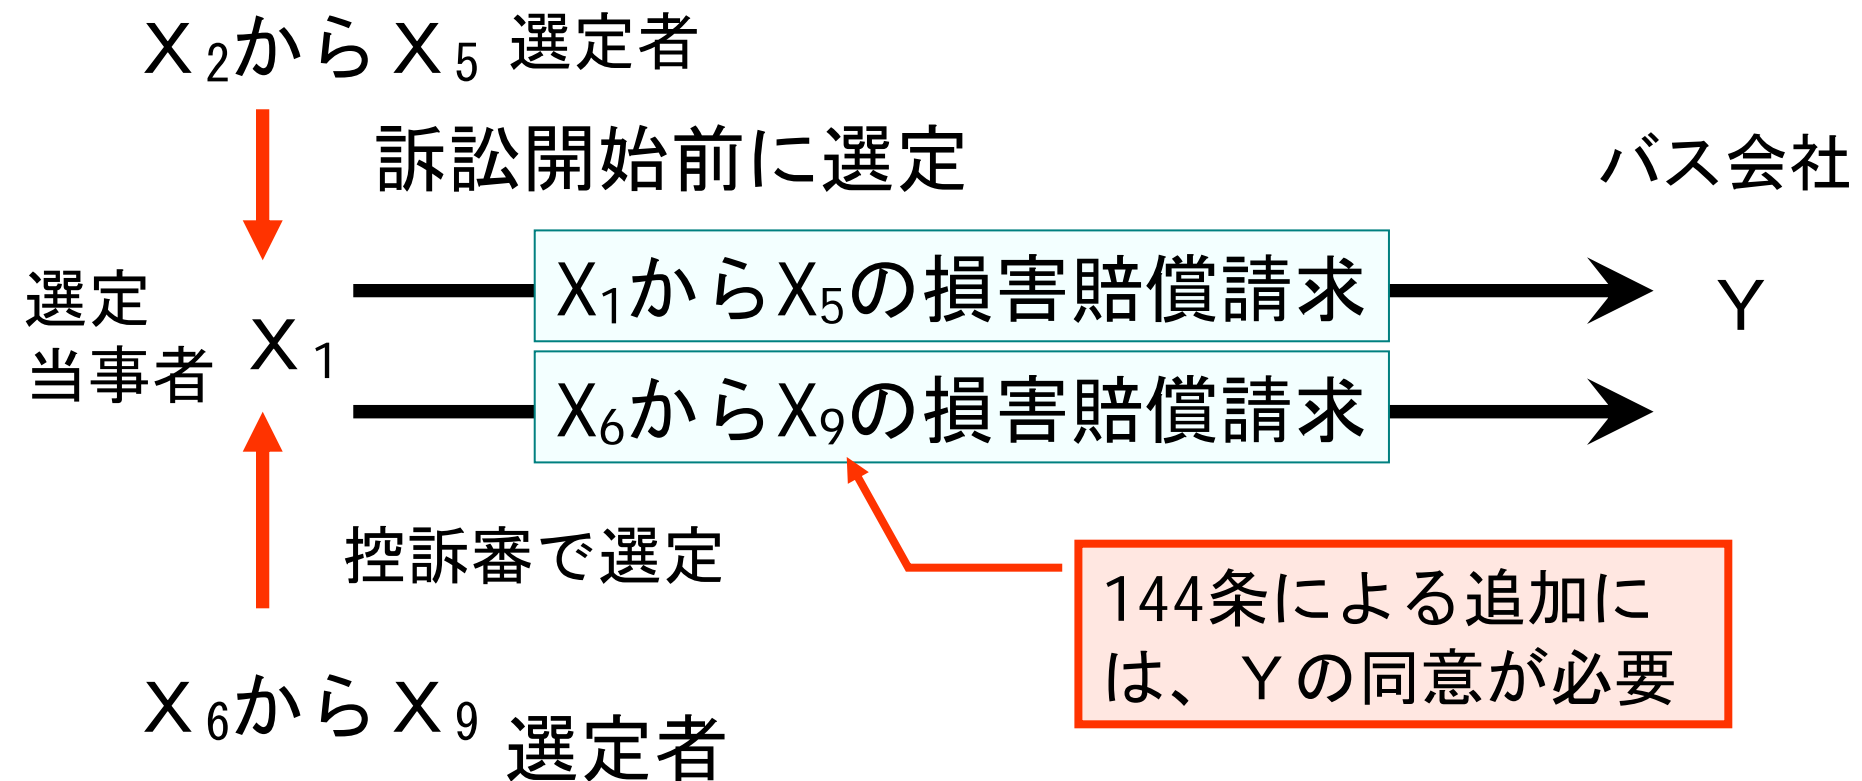 X₂からX₅ 選定者
訴訟開始前に選定
バス会社
X₁からX₅の損害賠償請求
選定
当事者
X₁
Y
X₆からX₉の損害賠償請求
控訴審で選定
144条による追加に
は、Yの同意が必要
X₆からX₉ 選定者